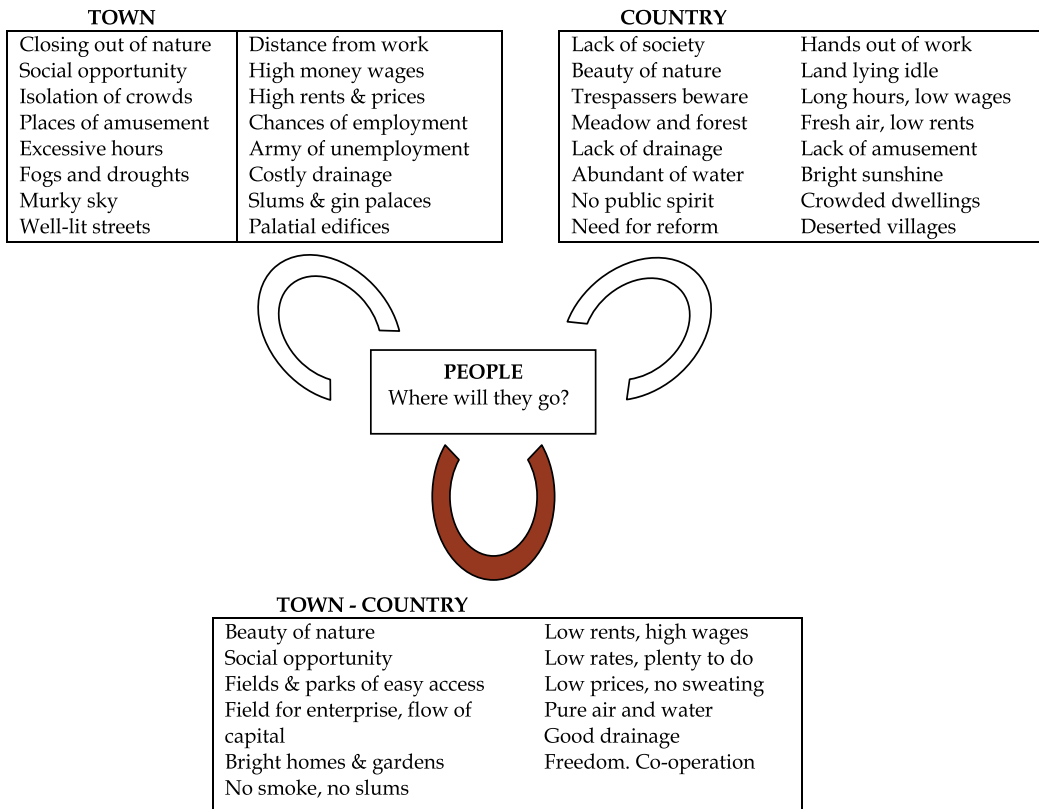 TOWN
Closing out of nature
Social opportunity
Isolation of crowds
Places of amusement
Excessive hours
Fogs and droughts
Murky sky
Well-lit streets
Distance from work
High money wages
High rents & prices
Chances of employment
Army of unemployment
Costly drainage
Slums & gin palaces
Palatial edifices
COUNTRY
Lack of society
Beauty of nature
Trespassers beware
Meadow and forest
Lack of drainage
Abundant of water
No public spirit
Need for reform
Hands out of work
Land lying idle
Long hours, low wages
Fresh air, low rents
Lack of amusement
Bright sunshine
Crowded dwellings
Deserted villages
PEOPLE
Where will they go?
TOWN - COUNTRY
Beauty of nature
Social opportunity
Fields & parks of easy access
Field for enterprise, flow of
capital
Bright homes & gardens
No smoke, no slums
Low rents, high wages
Low rates, plenty to do
Low prices, no sweating
Pure air and water
Good drainage
Freedom. Co-operation